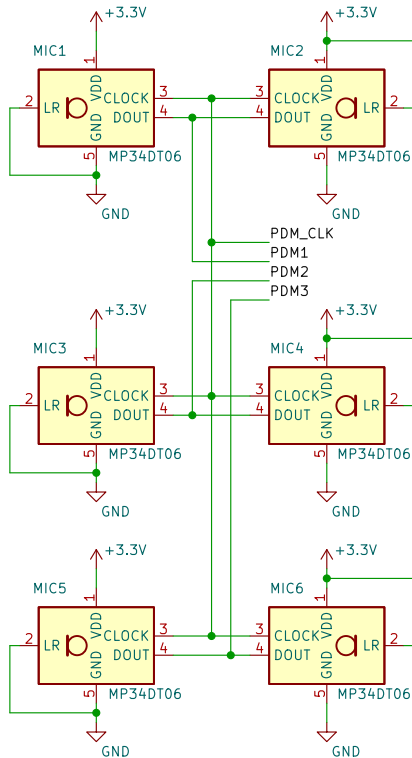 +3.3V
+3.3V
MIC1
MIC2
1
1
2 LR VDD CLOCK 3
3 CLOCK VDD LR 2
GND DOUT 4
4 DOUT GND
5
MP34DT06
5
MP34DT06
GND
GND
PDM_CLK
PDM1
PDM2
PDM3
+3.3V
+3.3V
MIC3
MIC4
1
1
2 LR VDD CLOCK 3
3 CLOCK VDD LR 2
GND DOUT 4
4 DOUT GND
5
MP34DT06
5
MP34DT06
GND
GND
+3.3V
+3.3V
MIC5
MIC6
1
1
2 LR VDD CLOCK 3
3 CLOCK VDD LR 2
GND DOUT 4
4 DOUT GND
5
MP34DT06
5
MP34DT06
GND
GND